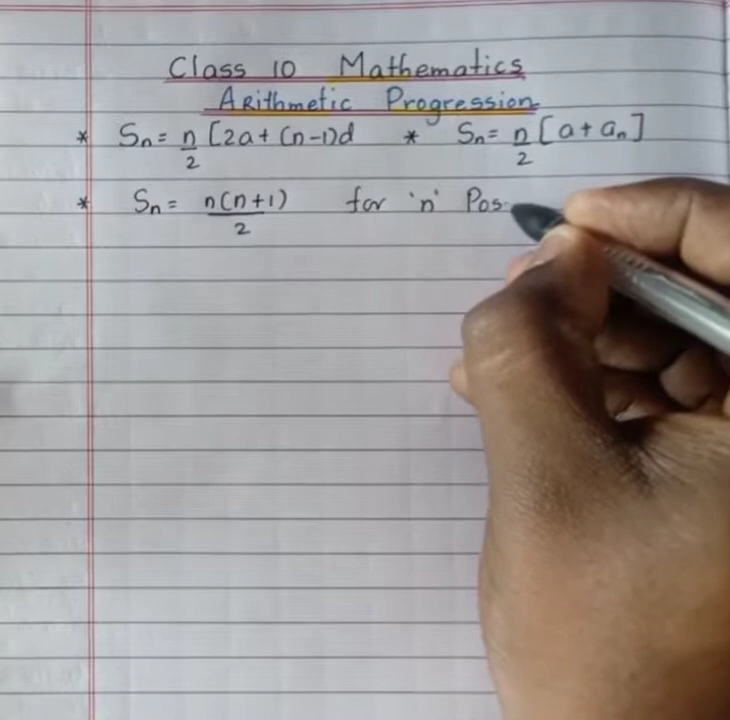 Class 10 Mathematics
Arithmetic Progression
* Sn = n/2 [2a + (n-1)d * Sn = n/2 [a + an]
* Sn = n(n+1)/2 for 'n' Pos